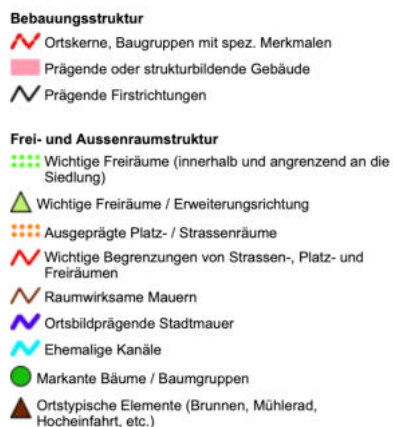 Bebauungsstruktur
Ortskerne, Baugruppen mit spez. Merkmalen
Prägende oder strukturbildende Gebäude
Prägende Firstrichtungen
Frei- und Aussenraumstruktur
Wichtige Freiräume (innerhalb und angrenzend an die
Siedlung)
Wichtige Freiräume / Erweiterungsrichtung
Ausgeprägte Platz- / Strassenräume
Wichtige Begrenzungen von Strassen-, Platz- und
Freiräumen
Raumwirksame Mauern
Ortsbildprägende Stadtmauer
Ehemalige Kanäle
Markante Bäume / Baumgruppen
Ortstypische Elemente (Brunnen, Mühlerad,
Hocheinfahrt, etc.)